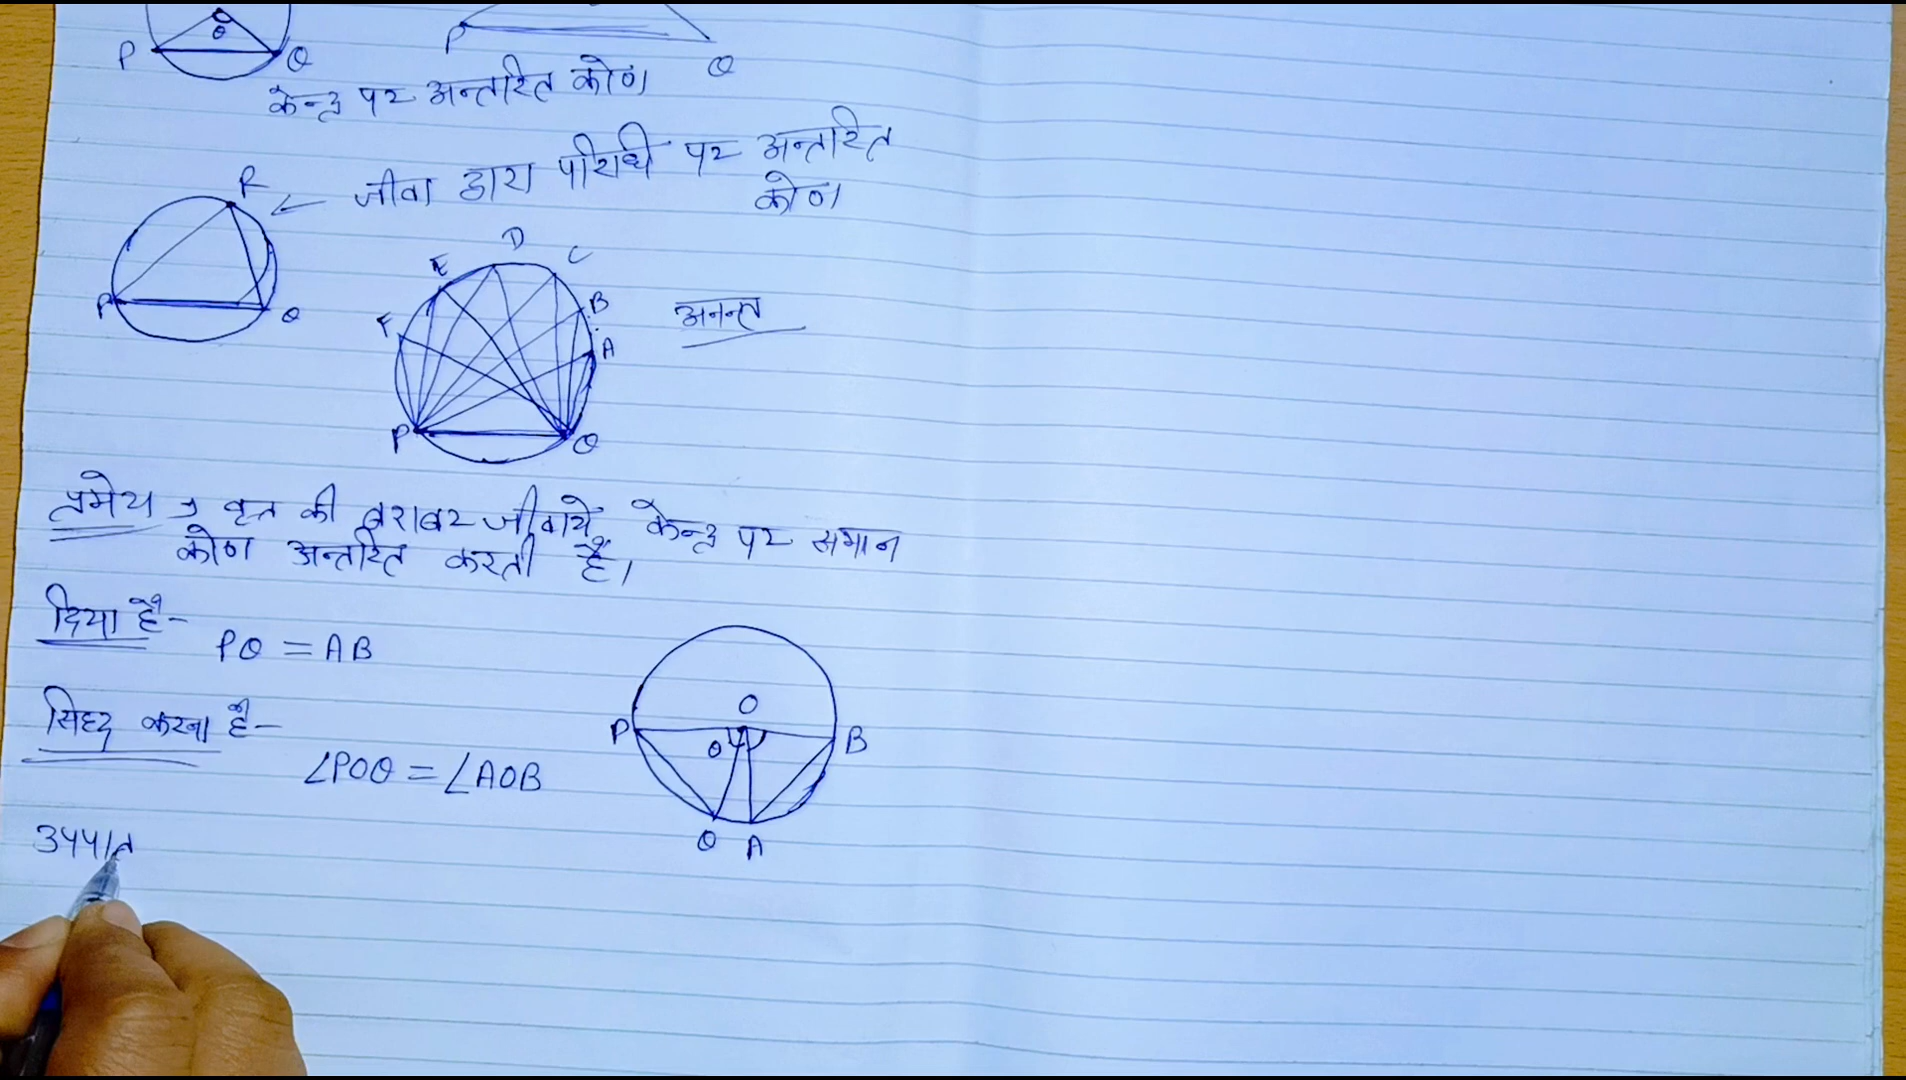 θ
P Q
P Q
केन्द्र पर अन्तरित कोण
R
जीवा द्वारा परिधि पर अन्तरित
कोण
P Q
D
E C
B
F A
अनन्त
P Q
प्रमेय 1 वृत्त की बराबर जीवाये केन्द्र पर समान
कोण अन्तरित करती हैं।
दिया है-
PQ = AB
सिद्ध करना है-
∠POQ = ∠AOB
O
P B
Q A
उपपत्ति